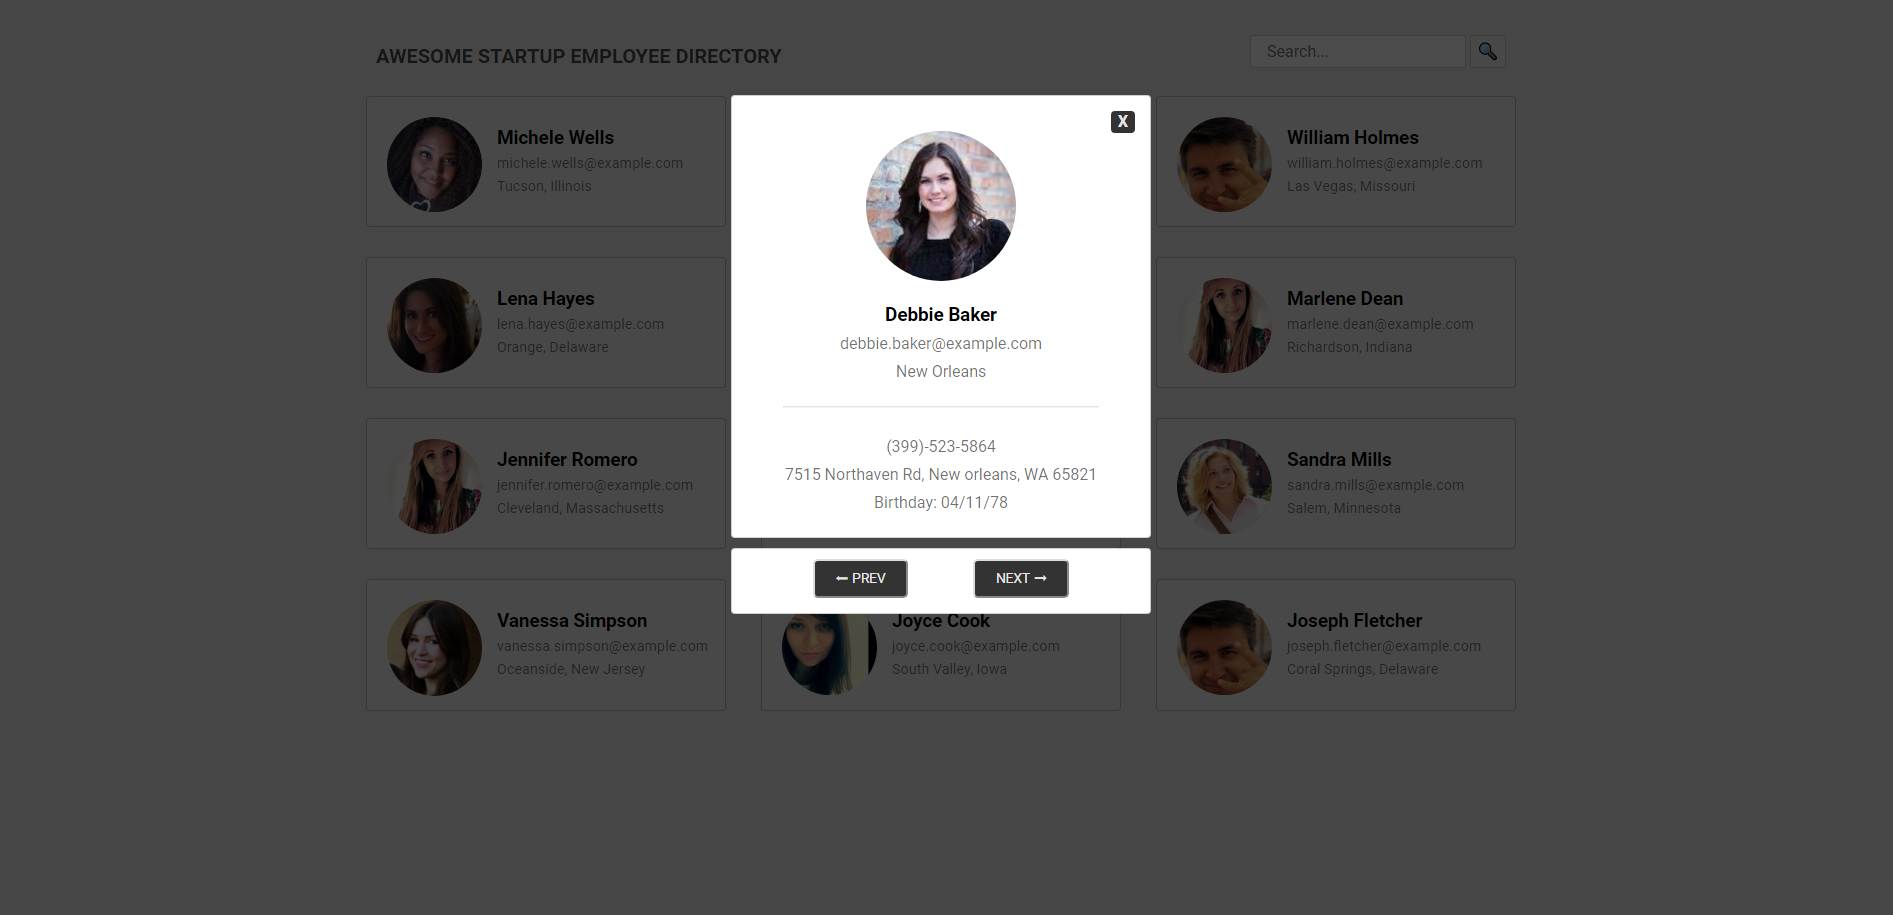 AWESOME STARTUP EMPLOYEE DIRECTORY
Search...
Michele Wells
michele.wells@example.com
Tucson, Illinois
X
Debbie Baker
debbie.baker@example.com
New Orleans
(399)-523-5864
7515 Northaven Rd, New orleans, WA 65821
Birthday: 04/11/78
← PREV
NEXT →
William Holmes
william.holmes@example.com
Las Vegas, Missouri
Lena Hayes
lena.hayes@example.com
Orange, Delaware
Marlene Dean
marlene.dean@example.com
Richardson, Indiana
Jennifer Romero
jennifer.romero@example.com
Cleveland, Massachusetts
Sandra Mills
sandra.mills@example.com
Salem, Minnesota
Vanessa Simpson
vanessa.simpson@example.com
Oceanside, New Jersey
Joyce Cook
joyce.cook@example.com
South Valley, Iowa
Joseph Fletcher
joseph.fletcher@example.com
Coral Springs, Delaware